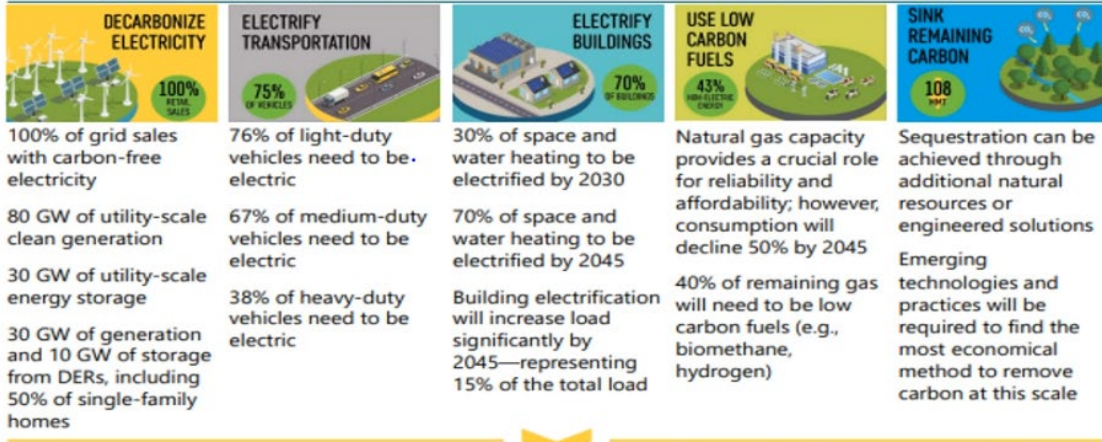 DECARBONIZE
ELECTRICITY
100%
RETAIL
SALES
100% of grid sales
with carbon-free
electricity
80 GW of utility-scale
clean generation
30 GW of utility-scale
energy storage
30 GW of generation
and 10 GW of storage
from DERs, including
50% of single-family
homes
ELECTRIFY
TRANSPORTATION
75%
OF VEHICLES
76% of light-duty
vehicles need to be
electric
67% of medium-duty
vehicles need to be
electric
38% of heavy-duty
vehicles need to be
electric
ELECTRIFY
BUILDINGS
70%
OF BUILDINGS
30% of space and
water heating to be
electrified by 2030
70% of space and
water heating to be
electrified by 2045
Building electrification
will increase load
significantly by
2045—representing
15% of the total load
USE LOW
CARBON
FUELS
43%
NON-ELECTRIC
ENERGY
Natural gas capacity
provides a crucial role
for reliability and
affordability; however,
consumption will
decline 50% by 2045
40% of remaining gas
will need to be low
carbon fuels (e.g.,
biomethane,
hydrogen)
SINK
REMAINING
CARBON
108
MMT
CO₂
CO₂
CO₂
Sequestration can be
achieved through
additional natural
resources or
engineered solutions
Emerging
technologies and
practices will be
required to find the
most economical
method to remove
carbon at this scale